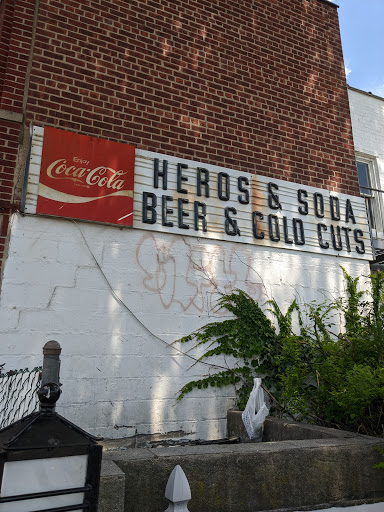 Enjoy
Coca-Cola
HEROS & SODA
BEER & COLD CUTS